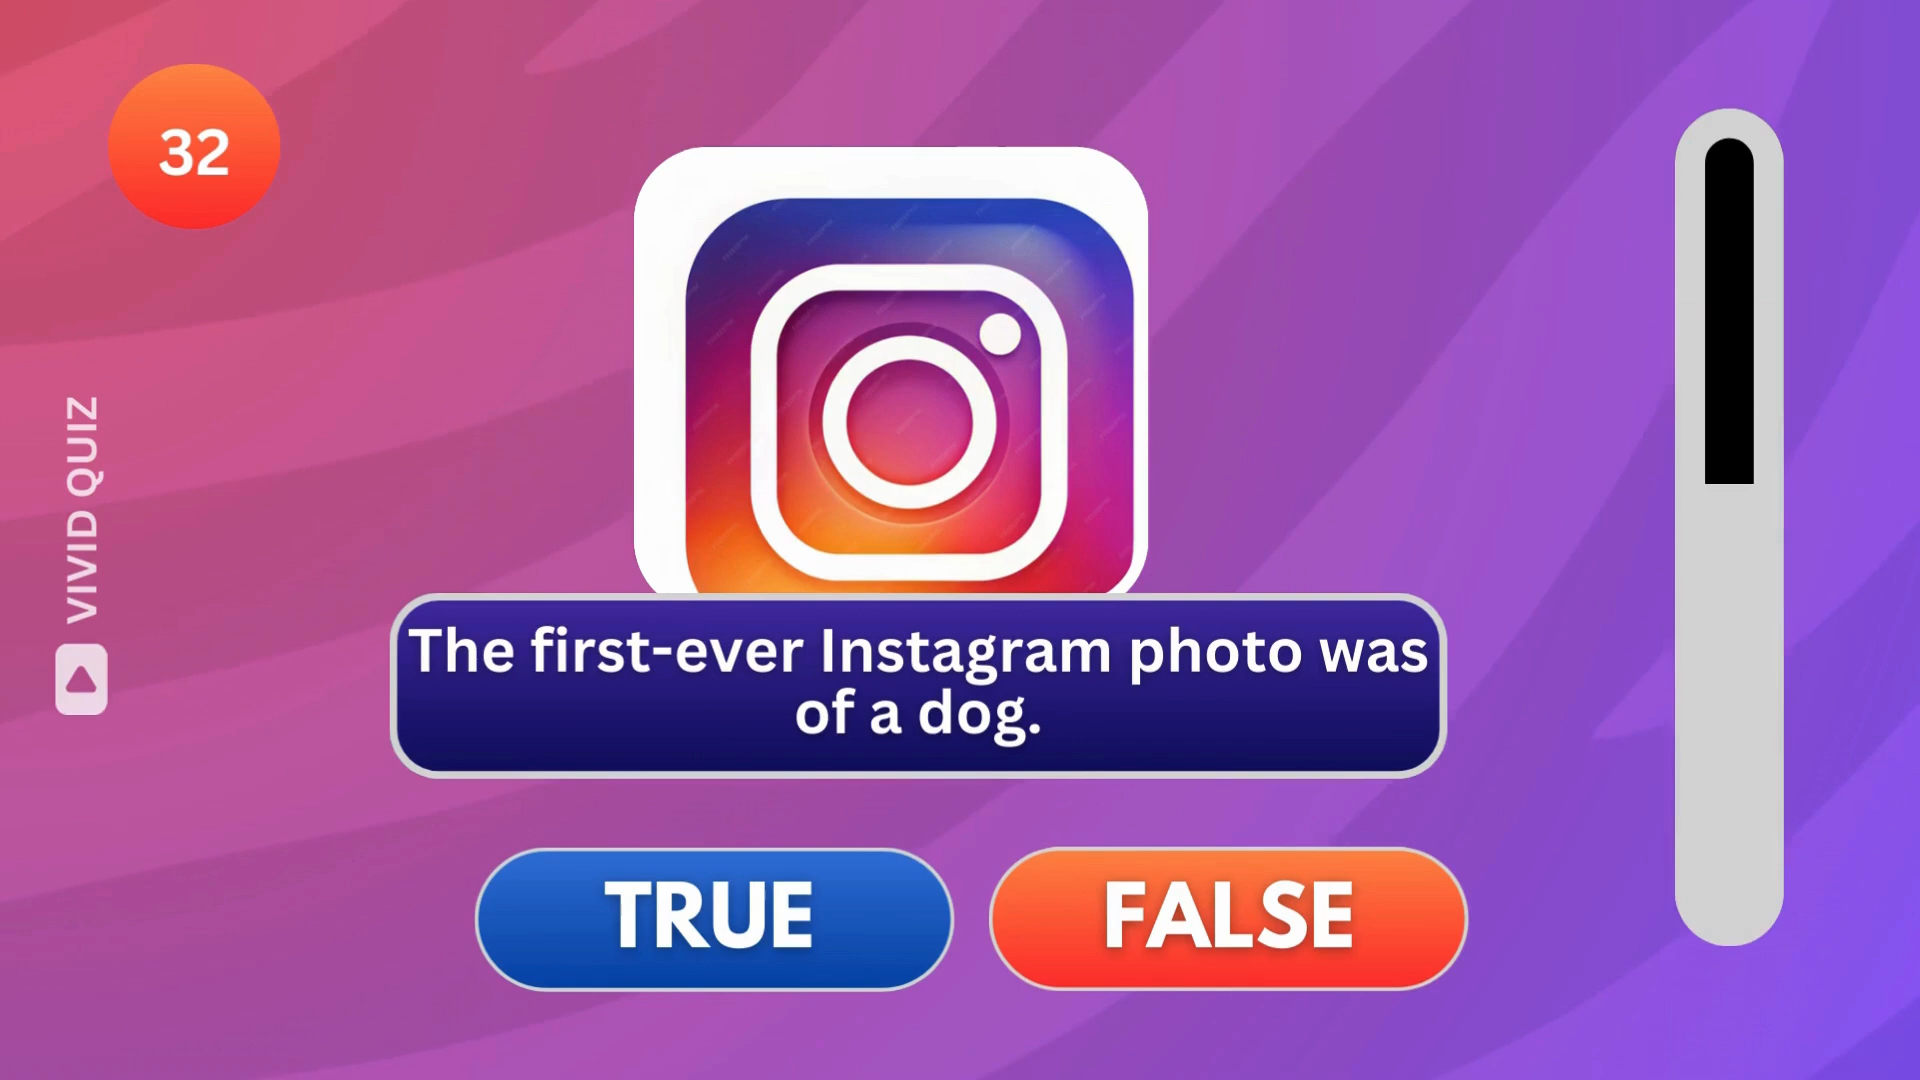 32
VIVID QUIZ
The first-ever Instagram photo was
of a dog.
TRUE
FALSE